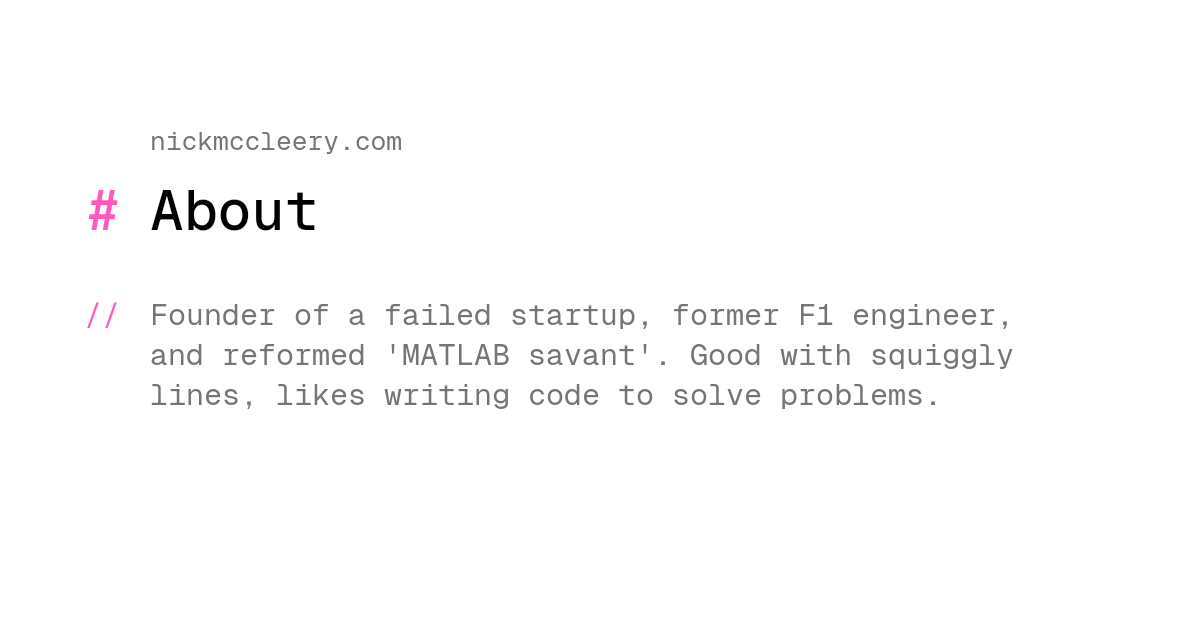 nickmccleery.com
# About
// Founder of a failed startup, former F1 engineer,
and reformed 'MATLAB savant'. Good with squiggly
lines, likes writing code to solve problems.